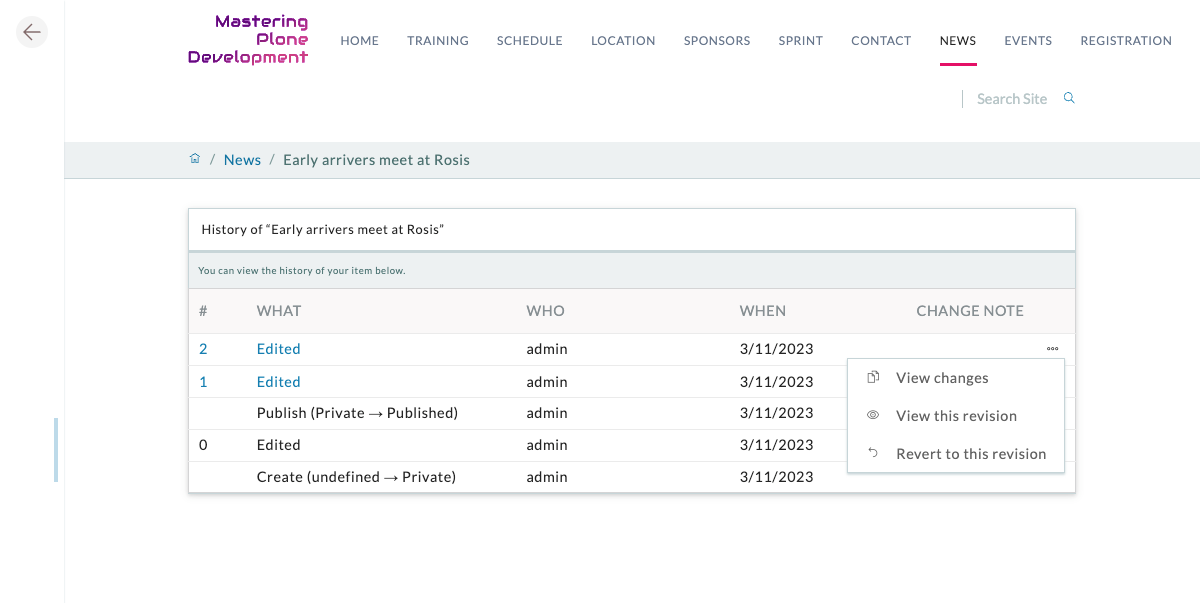 Mastering
Plone
Development
HOME TRAINING SCHEDULE LOCATION SPONSORS SPRINT CONTACT NEWS EVENTS REGISTRATION
Search Site
/ News / Early arrivers meet at Rosis
History of “Early arrivers meet at Rosis”
You can view the history of your item below.
# WHAT WHO WHEN CHANGE NOTE
2 Edited admin 3/11/2023
1 Edited admin 3/11/2023
Publish (Private → Published) admin 3/11/2023
0 Edited admin 3/11/2023
Create (undefined → Private) admin 3/11/2023
View changes
View this revision
Revert to this revision